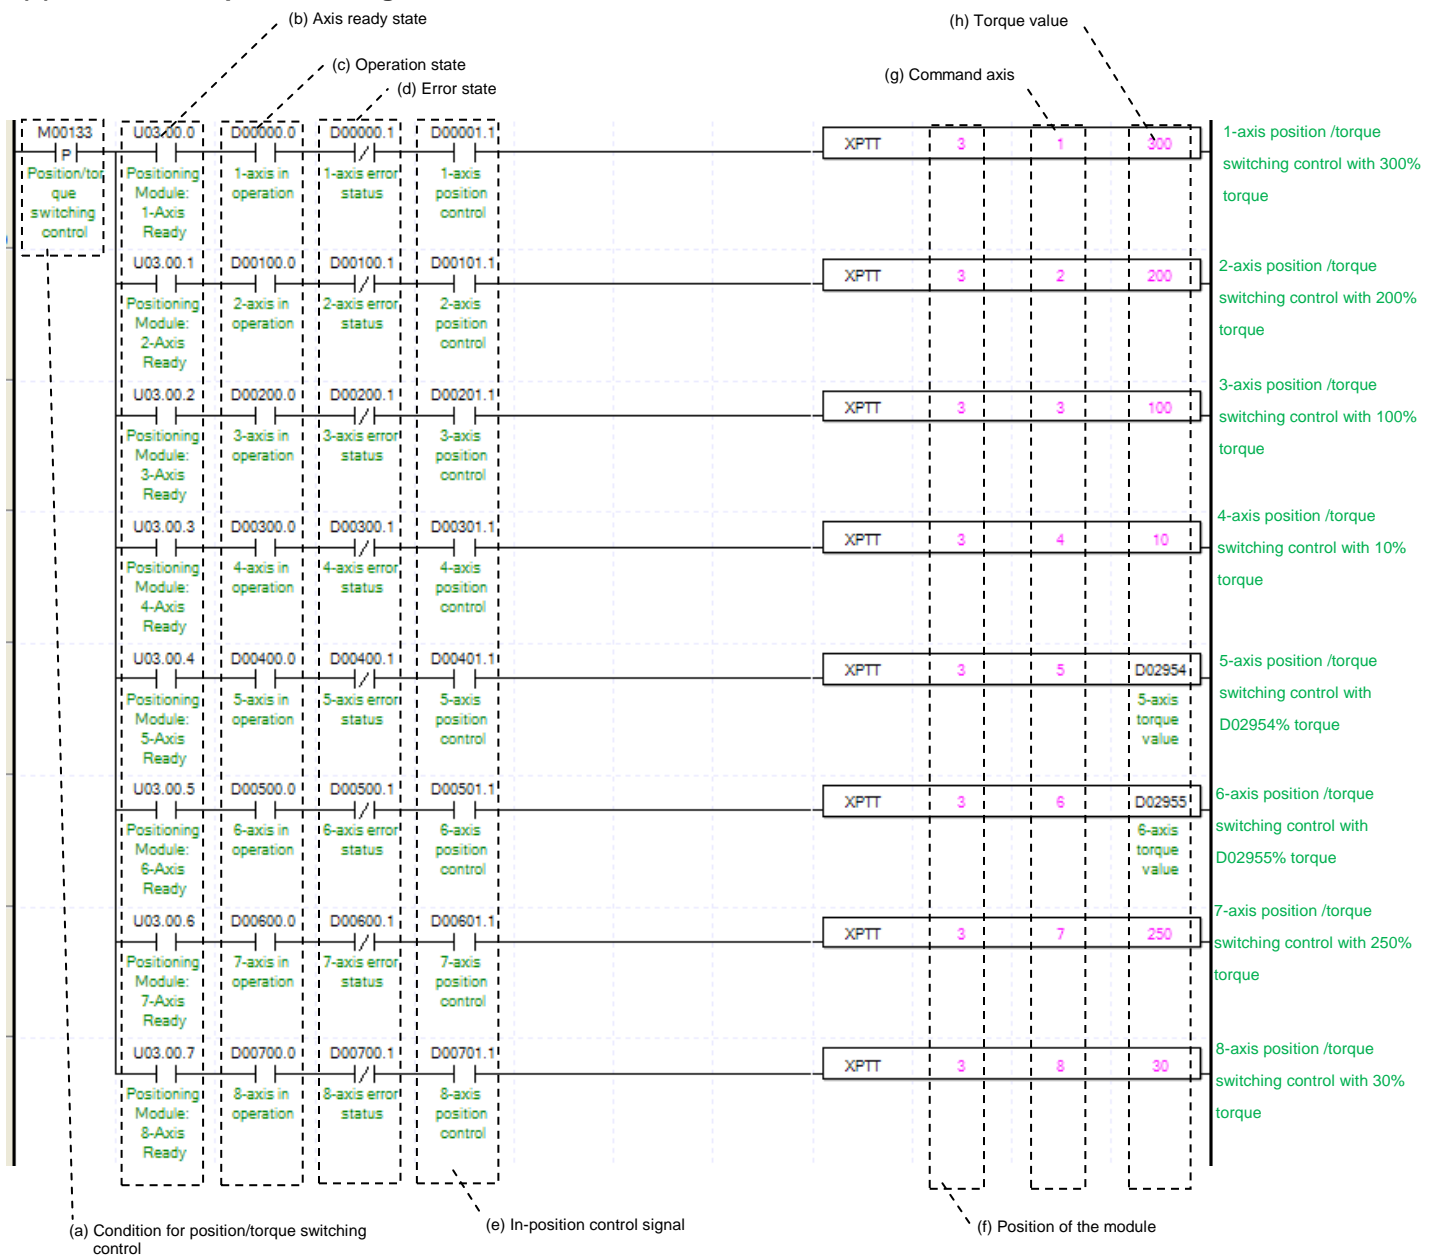 (b) Axis ready state
(h) Torque value
(c) Operation state
(g) Command axis
(d) Error state
M00133 U03.00.0 D00000.0 D00000.1 D00001.1
P
XPTT 3 1 300
Position/tor
que
switching
control
Positioning
Module:
1-Axis
Ready
1-axis in
operation
1-axis error
status
1-axis
position
control
1-axis position /torque
switching control with 300%
torque
U03.00.1 D00100.0 D00100.1 D00101.1
XPTT 3 2 200
Positioning
Module:
2-Axis
Ready
2-axis in
operation
2-axis error
status
2-axis
position
control
2-axis position /torque
switching control with 200%
torque
U03.00.2 D00200.0 D00200.1 D00201.1
XPTT 3 3 100
Positioning
Module:
3-Axis
Ready
3-axis in
operation
3-axis error
status
3-axis
position
control
3-axis position /torque
switching control with 100%
torque
U03.00.3 D00300.0 D00300.1 D00301.1
XPTT 3 4 10
Positioning
Module:
4-Axis
Ready
4-axis in
operation
4-axis error
status
4-axis
position
control
4-axis position /torque
switching control with 10%
torque
U03.00.4 D00400.0 D00400.1 D00401.1
XPTT 3 5 D02954
Positioning
Module:
5-Axis
Ready
5-axis in
operation
5-axis error
status
5-axis
position
control
5-axis
torque
value
5-axis position /torque
switching control with
D02954% torque
U03.00.5 D00500.0 D00500.1 D00501.1
XPTT 3 6 D02955
Positioning
Module:
6-Axis
Ready
6-axis in
operation
6-axis error
status
6-axis
position
control
6-axis
torque
value
6-axis position /torque
switching control with
D02955% torque
U03.00.6 D00600.0 D00600.1 D00601.1
XPTT 3 7 250
Positioning
Module:
7-Axis
Ready
7-axis in
operation
7-axis error
status
7-axis
position
control
7-axis position /torque
switching control with 250%
torque
U03.00.7 D00700.0 D00700.1 D00701.1
XPTT 3 8 30
Positioning
Module:
8-Axis
Ready
8-axis in
operation
8-axis error
status
8-axis
position
control
8-axis position /torque
switching control with 30%
torque
(a) Condition for position/torque switching
control
(e) In-position control signal
(f) Position of the module